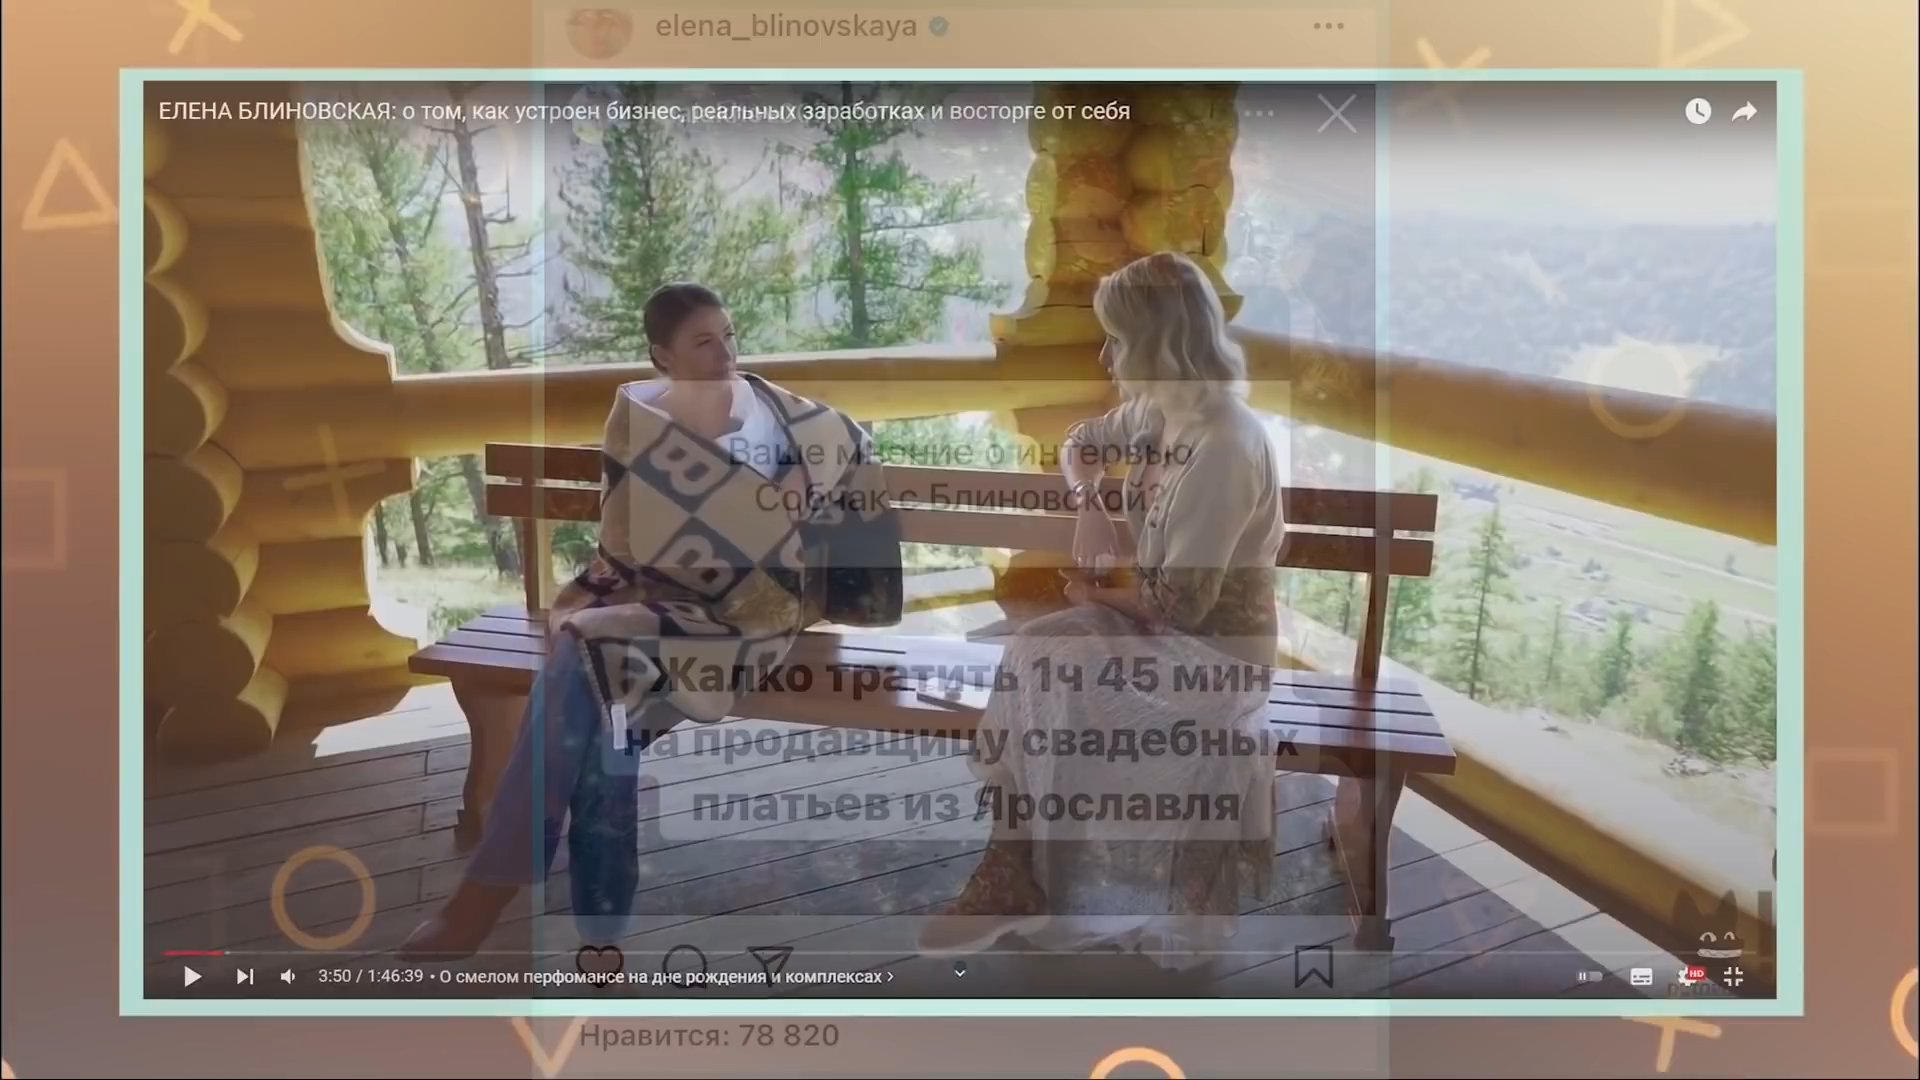 elena_blinovskaya
ЕЛЕНА БЛИНОВСКАЯ: о том, как устроен бизнес, реальных заработках и восторге от себя
Ваше мнение о интервью
Собчак с Блиновской?
Жалко тратить 1ч 45 мин
на продавщицу свадебных
платьев из Ярославля
3:50 / 1:46:39 • О смелом перфомансе на дне рождения и комплексах
HD
Нравится: 78 820